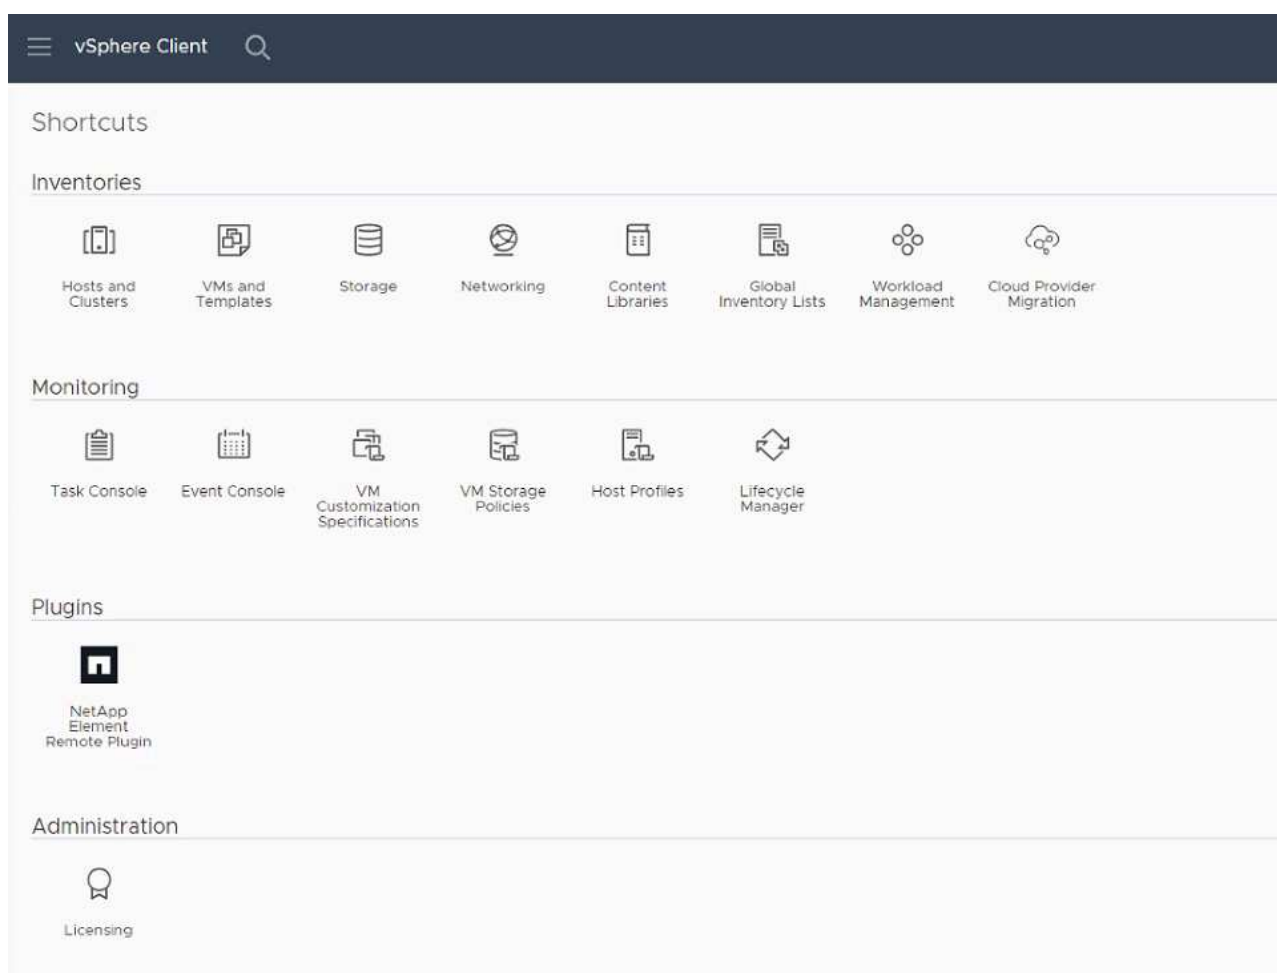 vSphere Client
Shortcuts
Inventories
Hosts and
Clusters
VMs and
Templates
Storage
Networking
Content
Libraries
Global
Inventory Lists
Workload
Management
Cloud Provider
Migration
Monitoring
Task Console
Event Console
VM
Customization
Specifications
VM Storage
Policies
Host Profiles
Lifecycle
Manager
Plugins
NetApp
Element
Remote Plugin
Administration
Licensing